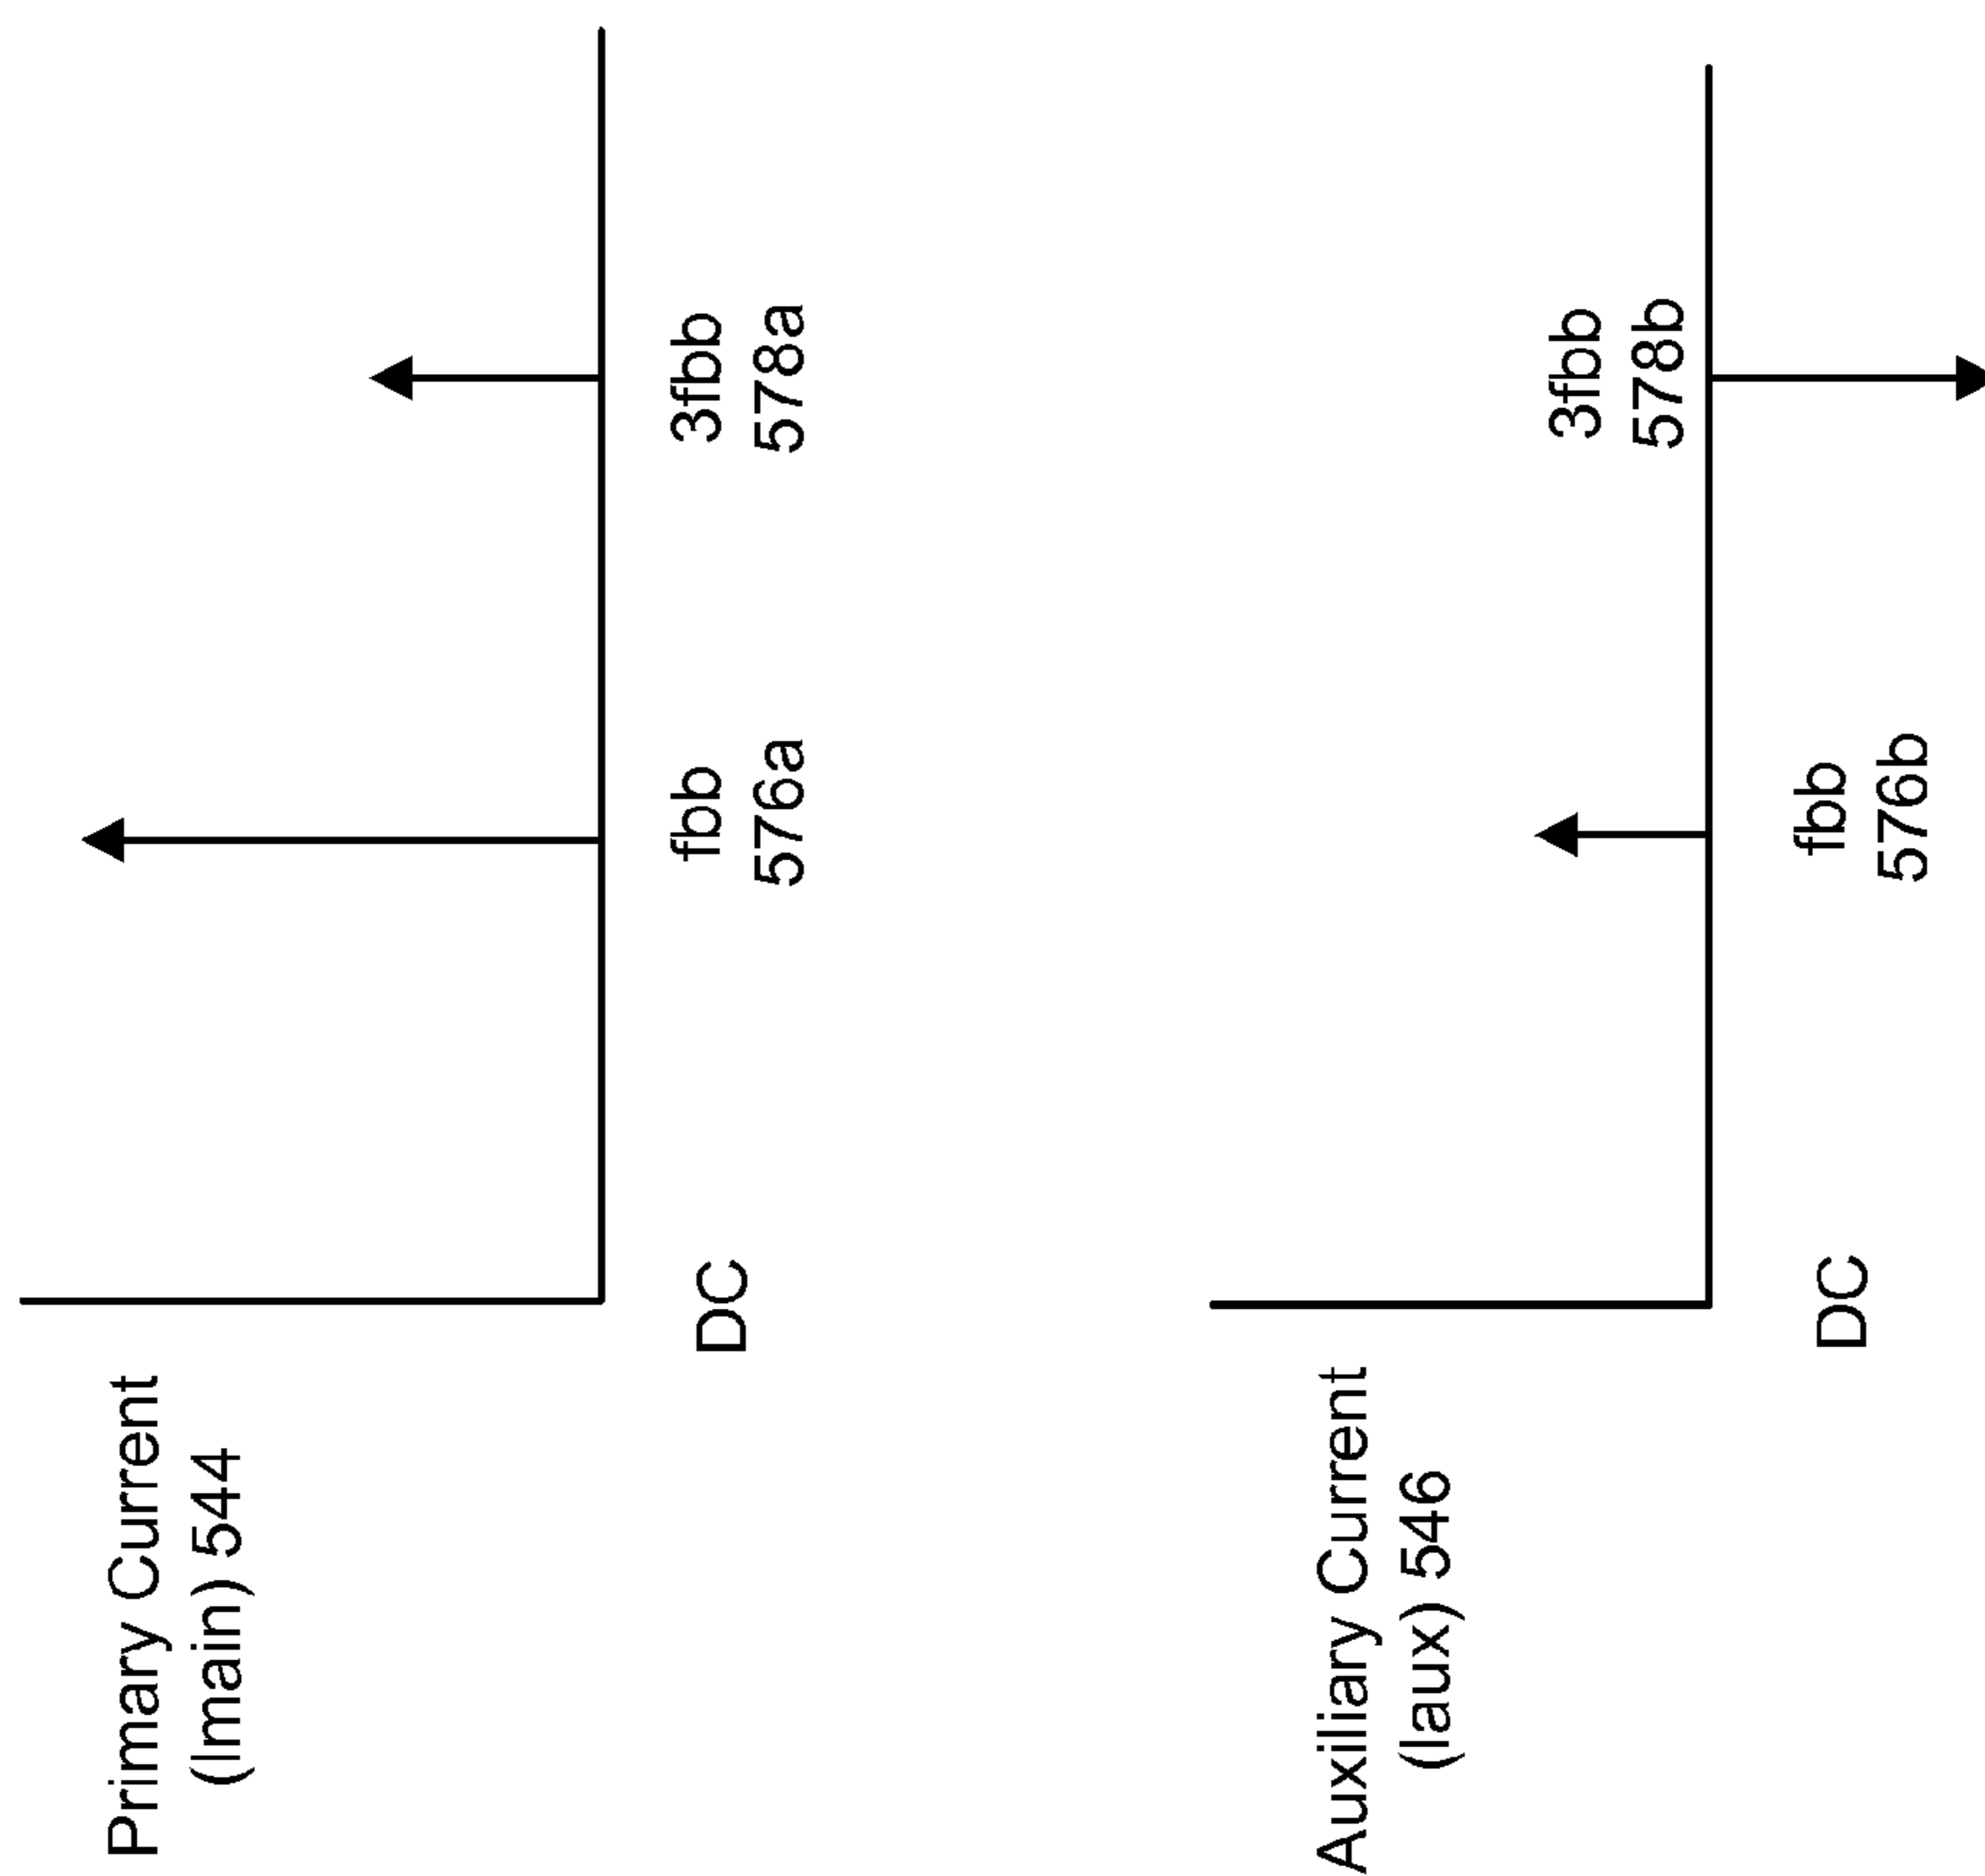 Primary Current
(Imain) 544
DC
fbb
576a
3fbb
578a
Auxiliary Current
(Iaux) 546
3fbb
578b
DC
fbb
576b